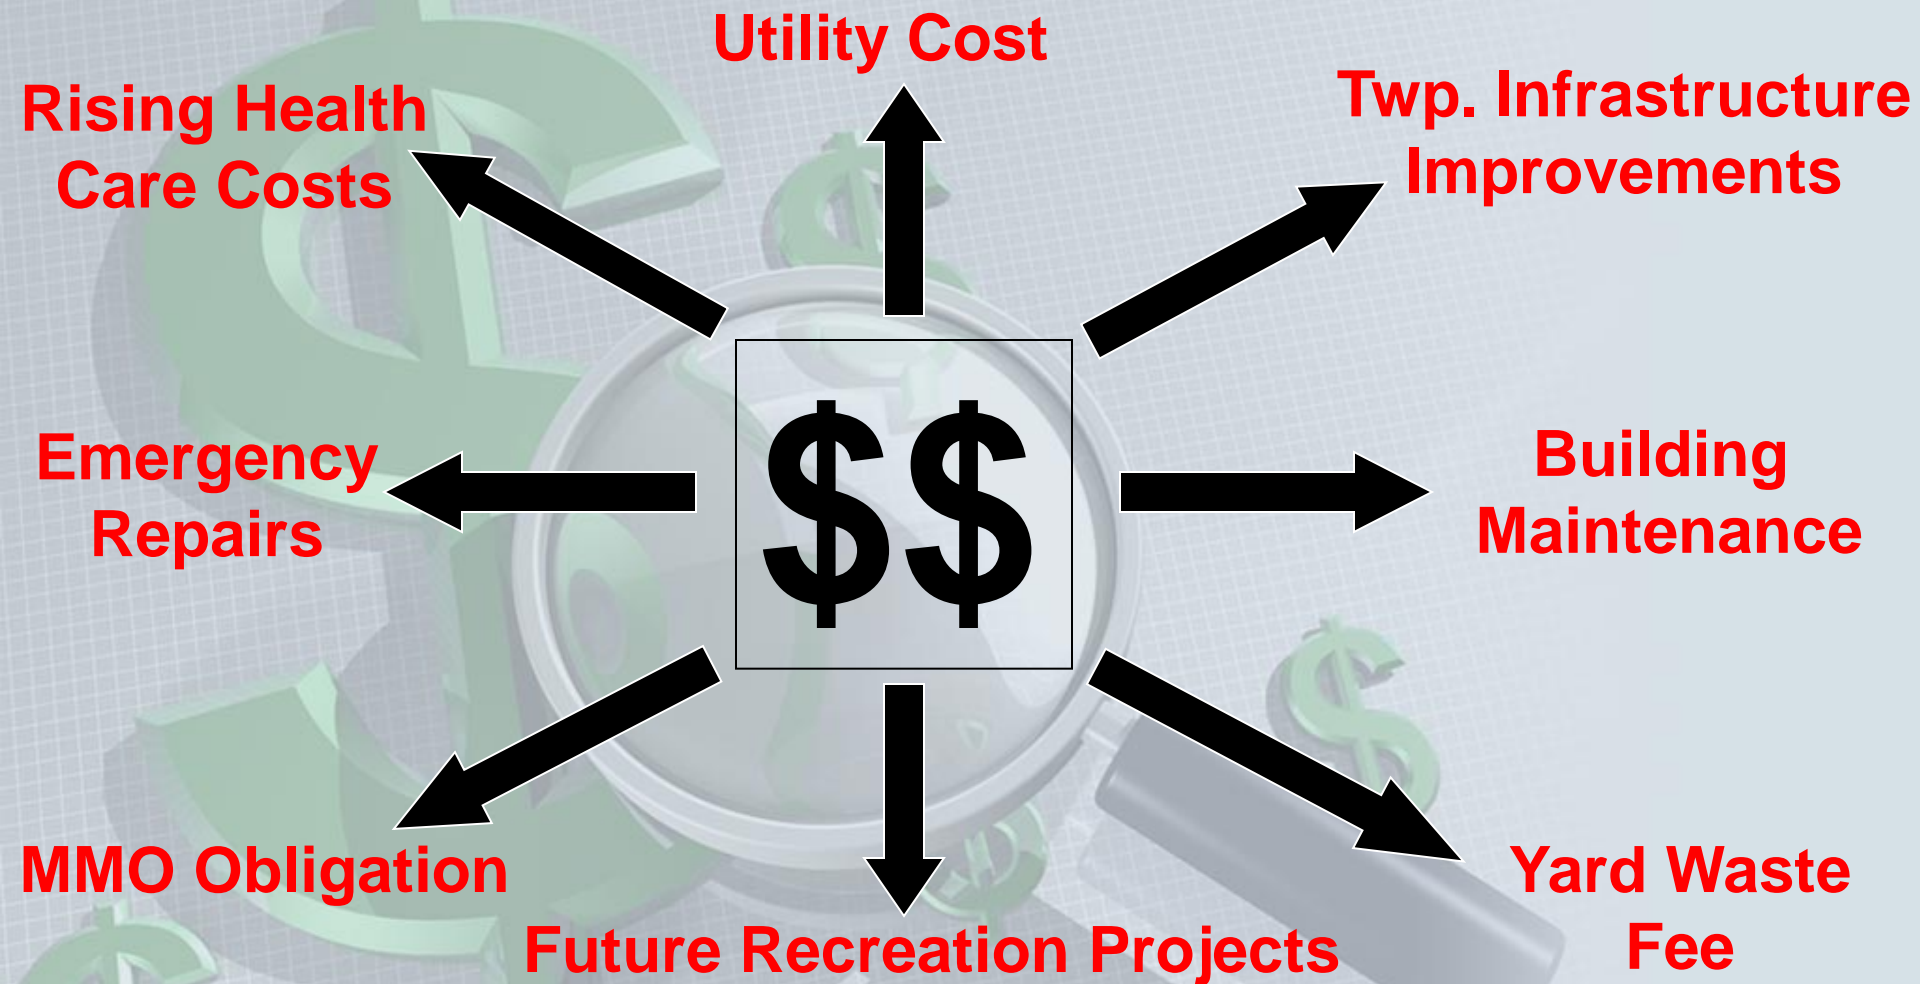 Utility Cost
Rising Health
Care Costs
Twp. Infrastructure
Improvements
$$
Emergency
Repairs
Building
Maintenance
MMO Obligation
Future Recreation Projects
Yard Waste
Fee